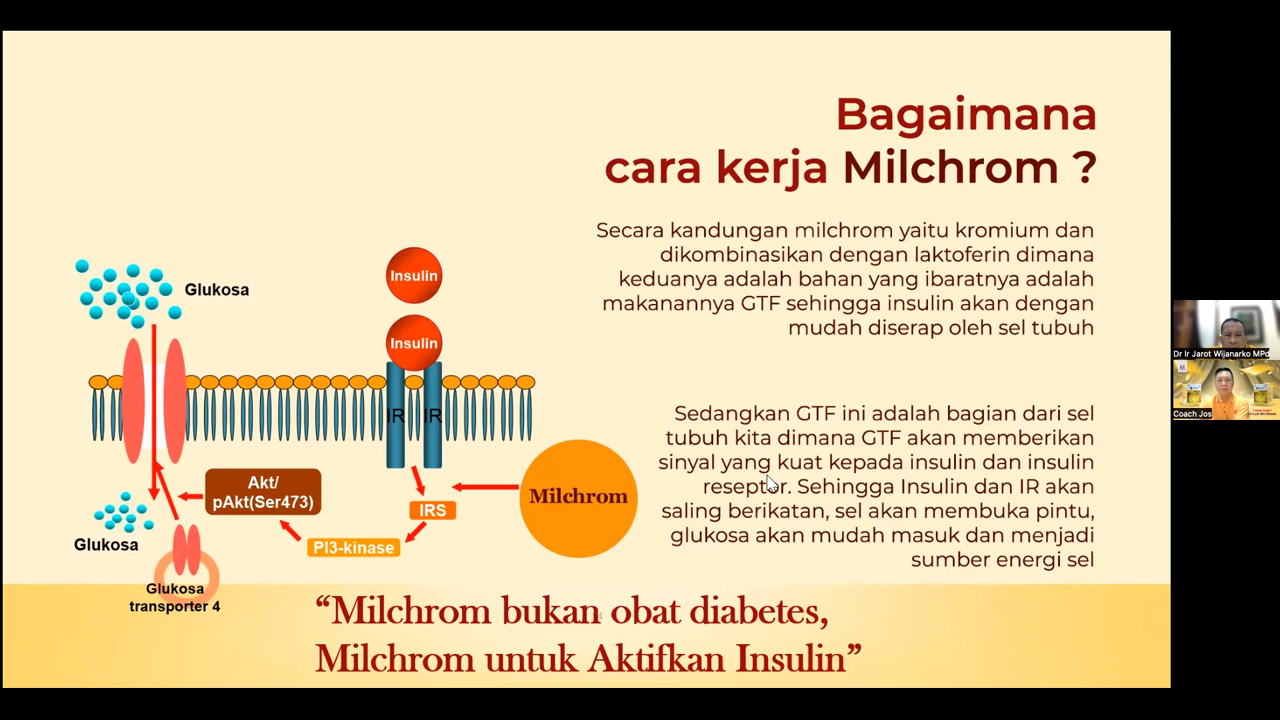 Bagaimana
cara kerja Milchrom ?
Secara kandungan milchrom yaitu kromium dan
dikombinasikan dengan laktoferin dimana
keduanya adalah bahan yang ibaratnya adalah
makanannya GTF sehingga insulin akan dengan
mudah diserap oleh sel tubuh
Sedangkan GTF ini adalah bagian dari sel
tubuh kita dimana GTF akan memberikan
sinyal yang kuat kepada insulin dan insulin
reseptor. Sehingga Insulin dan IR akan
saling berikatan, sel akan membuka pintu,
glukosa akan mudah masuk dan menjadi
sumber energi sel
Glukosa
Insulin
Insulin
IR IR
Milchrom
IRS
PI3-kinase
Akt/
pAkt(Ser473)
Glukosa
Glukosa
transporter 4
“Milchrom bukan obat diabetes,
Milchrom untuk Aktifkan Insulin”
Dr Ir Jarot Wijanarko MPd
Coach Jos